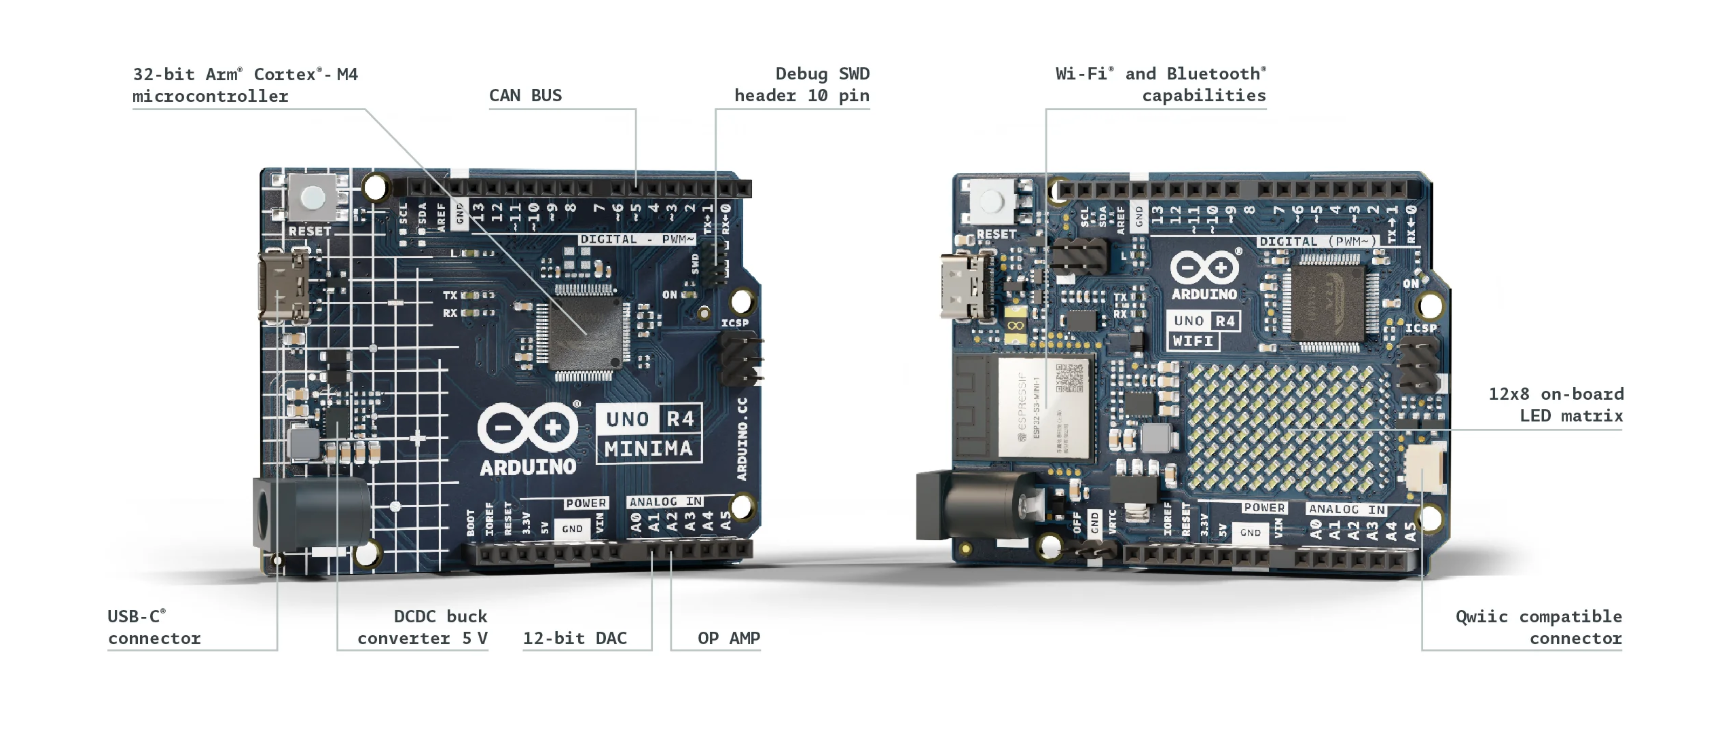 32-bit Arm® Cortex®-M4
microcontroller
CAN BUS
Debug SWD
header 10 pin
Wi-Fi® and Bluetooth®
capabilities
RESET
SCL
SDA
AREF
GND
13
12
~11
~10
~9
8
7
~6
~5
4
~3
2
TX→1
RX←0
DIGITAL - PWM~
L
TX
RX
ON
SWD
ICSP
ARDUINO
®
UNO R4
MINIMA
ARDUINO.CC
BOOT
IOREF
RESET
3.3V
5V
GND
VIN
POWER
ANALOG IN
A0
A1
A2
A3
A4
A5
RESET
SCL
SDA
AREF
GND
13
12
~11
~10
~9
8
7
~6
~5
4
~3
2
TX→1
RX←0
DIGITAL (PWM~)
L
TX
RX
ON
ICSP
ARDUINO
®
UNO R4
WIFI
ESPRESSIF
ESP32-S3-MINI-1
OFF
GND
VRTC
IOREF
RESET
3.3V
5V
GND
VIN
POWER
ANALOG IN
A0
A1
A2
A3
A4
A5
12x8 on-board
LED matrix
USB-C®
connector
DCDC buck
converter 5 V
12-bit DAC
OP AMP
Qwiic compatible
connector